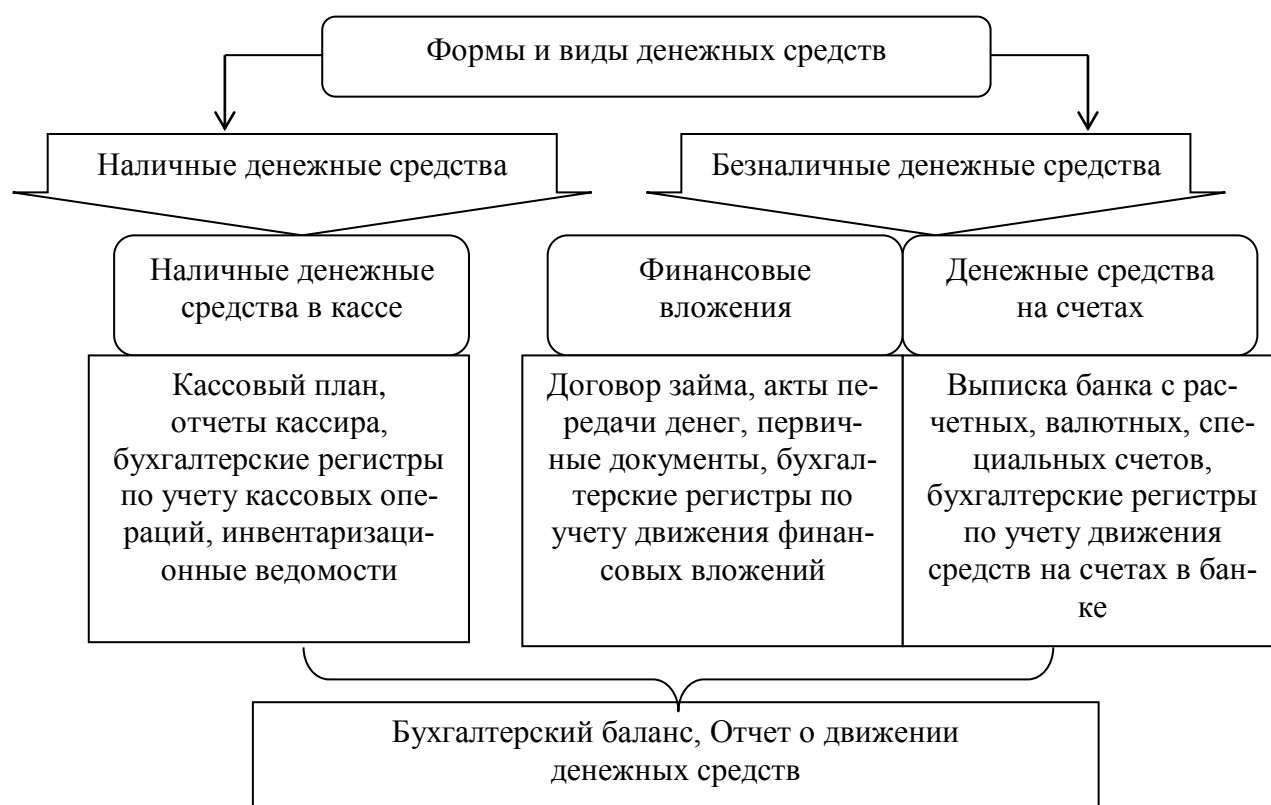 Формы и виды денежных средств
Наличные денежные средства
Безналичные денежные средства
Наличные денежные
средства в кассе
Финансовые
вложения
Денежные средства
на счетах
Кассовый план,
отчеты кассира,
бухгалтерские регистры
по учету кассовых опе-
раций, инвентаризаци-
онные ведомости
Договор займа, акты пе-
редачи денег, первич-
ные документы, бухгал-
терские регистры по
учету движения финан-
совых вложений
Выписка банка с рас-
четных, валютных, спе-
циальных счетов,
бухгалтерские регистры
по учету движения
средств на счетах в бан-
ке
Бухгалтерский баланс, Отчет о движении
денежных средств